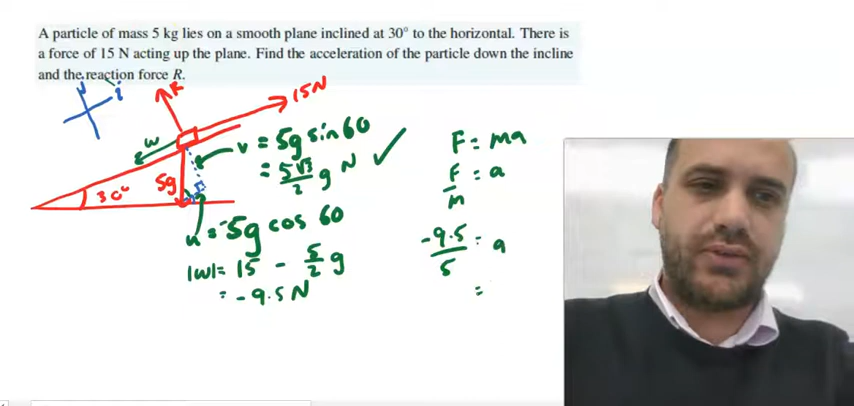 A particle of mass 5 kg lies on a smooth plane inclined at 30° to the horizontal. There is
a force of 15 N acting up the plane. Find the acceleration of the particle down the incline
and the reaction force R.
j
i
R
15N
w
30°
5g
v = 5g sin 60
= 5√3/2 g N ✓
u = -5g cos 60
|w| = 15 - 5/2 g
= -9.5 N
F = ma
F/m = a
-9.5/5 = a
=